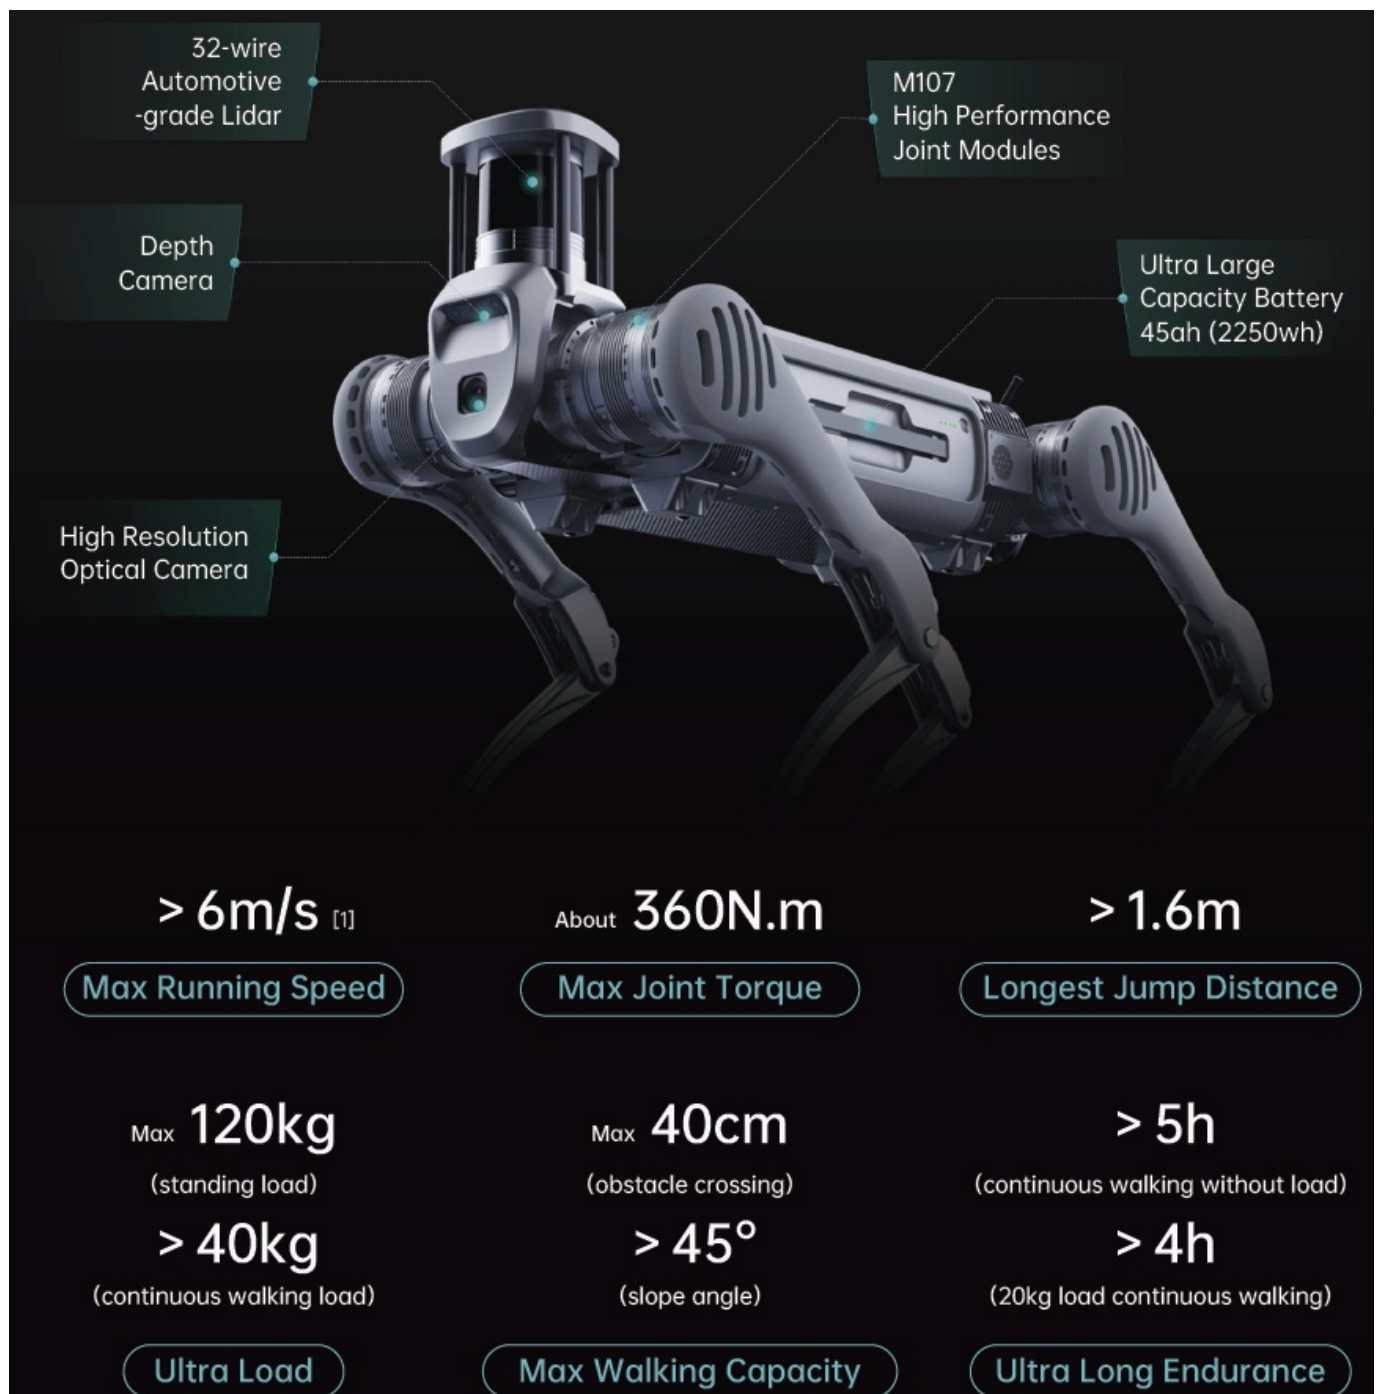 32-wire
Automotive
-grade Lidar
M107
High Performance
Joint Modules
Depth
Camera
Ultra Large
Capacity Battery
45ah (2250wh)
High Resolution
Optical Camera
> 6m/s [1]
Max Running Speed
About 360N.m
Max Joint Torque
> 1.6m
Longest Jump Distance
Max 120kg
(standing load)
> 40kg
(continuous walking load)
Ultra Load
Max 40cm
(obstacle crossing)
> 45°
(slope angle)
Max Walking Capacity
> 5h
(continuous walking without load)
> 4h
(20kg load continuous walking)
Ultra Long Endurance